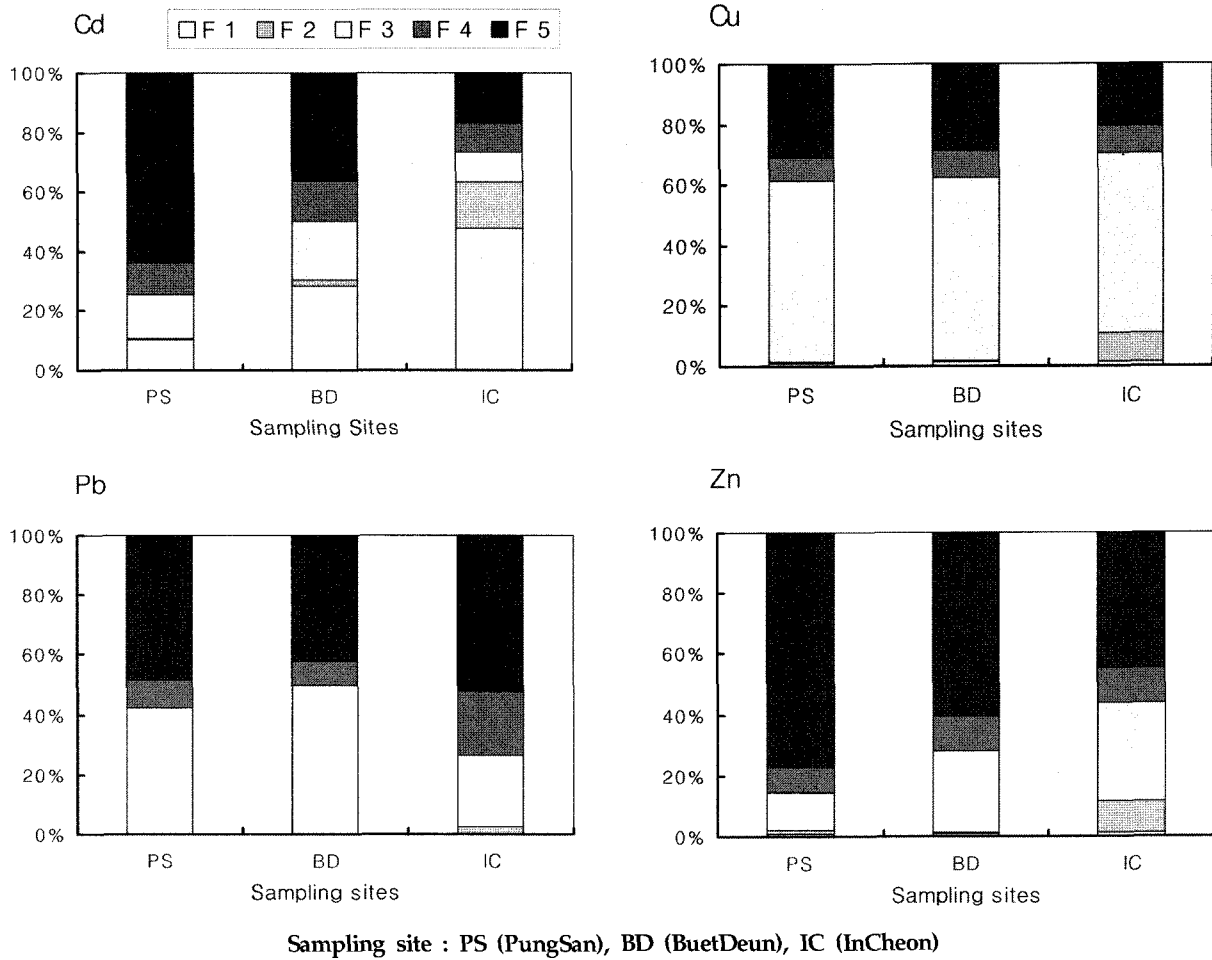 Cd
F 1 F 2 F 3 F 4 F 5
100%
80%
60%
40%
20%
0%
PS BD IC
Sampling Sites
Cu
100%
80%
60%
40%
20%
0%
PS BD IC
Sampling sites
Pb
100%
80%
60%
40%
20%
0%
PS BD IC
Sampling sites
Zn
100%
80%
60%
40%
20%
0%
PS BD IC
Sampling sites
Sampling site : PS (PungSan), BD (BuetDeun), IC (InCheon)